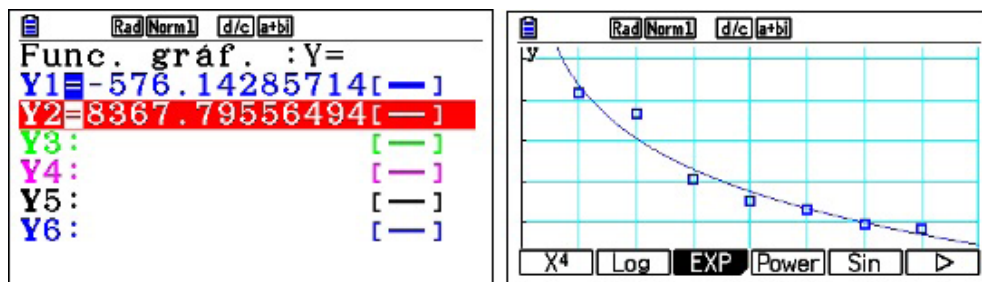 Rad Norm1 d/c a+bi
Func. gráf. :Y=
Y1=-576.14285714[—]
Y2=8367.79556494[—]
Y3: [—]
Y4: [—]
Y5: [—]
Y6: [—]
Rad Norm1 d/c a+bi
y
X4 Log EXP Power Sin ▷